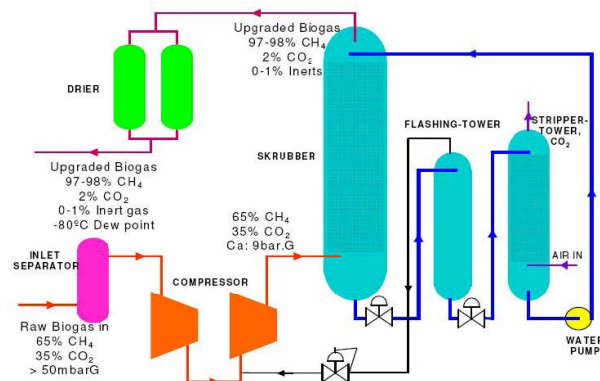 Upgraded Biogas
97-98% CH4
2% CO2
0-1% Inerts
DRIER
FLASHING-TOWER
STRIPPER-
TOWER,
CO2
SKRUBBER
Upgraded Biogas
97-98% CH4
2% CO2
0-1% Inert gas
-80ºC Dew point
65% CH4
35% CO2
Ca: 9bar.G
INLET
SEPARATOR
COMPRESSOR
AIR IN
Raw Biogas in
65% CH4
35% CO2
> 50mbarG
WATER
PUMP